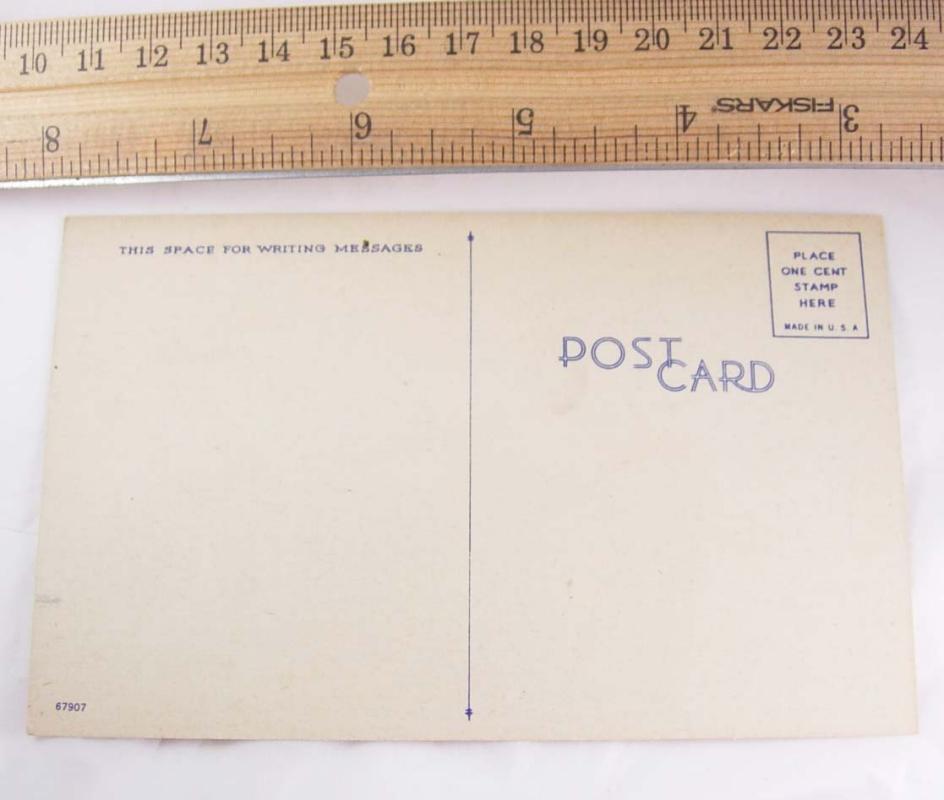 10 11 12 13 14 15 16 17 18 19 20 21 22 23 24
8 7 6 5 4 FISKARS® 3
THIS SPACE FOR WRITING MESSAGES
PLACE
ONE CENT
STAMP
HERE
MADE IN U. S. A
POST
CARD
67907